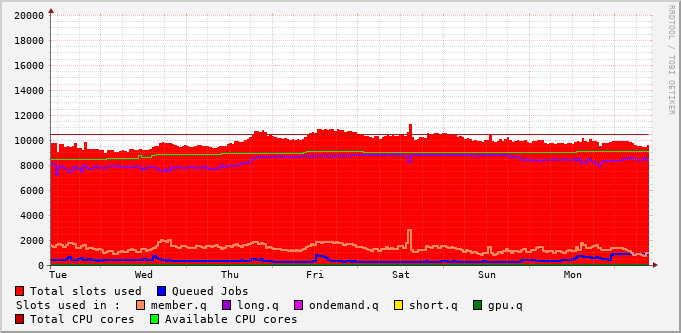 20000
18000
16000
14000
12000
10000
8000
6000
4000
2000
0
Tue Wed Thu Fri Sat Sun Mon
Total slots used Queued Jobs
Slots used in : member.q long.q ondemand.q short.q gpu.q
Total CPU cores Available CPU cores
RRDTOOL / TOBI OETIKER